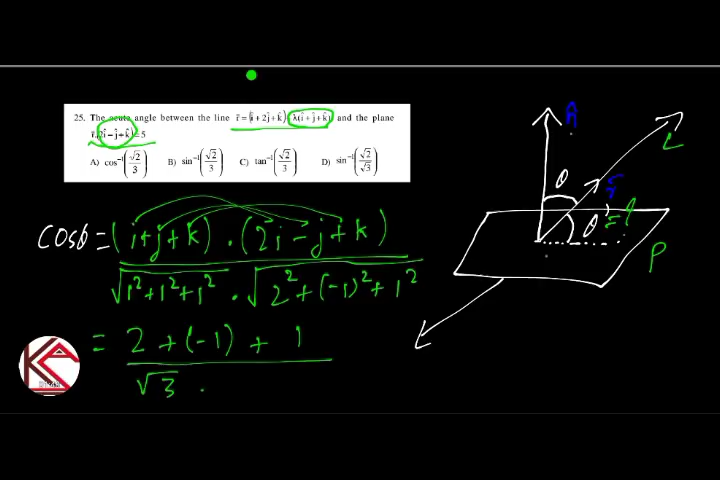 25. The acute angle between the line r̄ = (î + 2ĵ + k̂) λ(î + ĵ + k̂) and the plane
r̄.(2î − ĵ + k̂) = 5
A) cos⁻¹(√2/3) B) sin⁻¹(√2/3) C) tan⁻¹(√2/3) D) sin⁻¹(√2/√3)
cosθ = (i + j + k) . (2i − j + k)
√1² + 1² + 1² . √2² + (-1)² + 1²
= 2 + (-1) + 1
√3 .
n̂
L
θ
r̄
θ' = ?
P